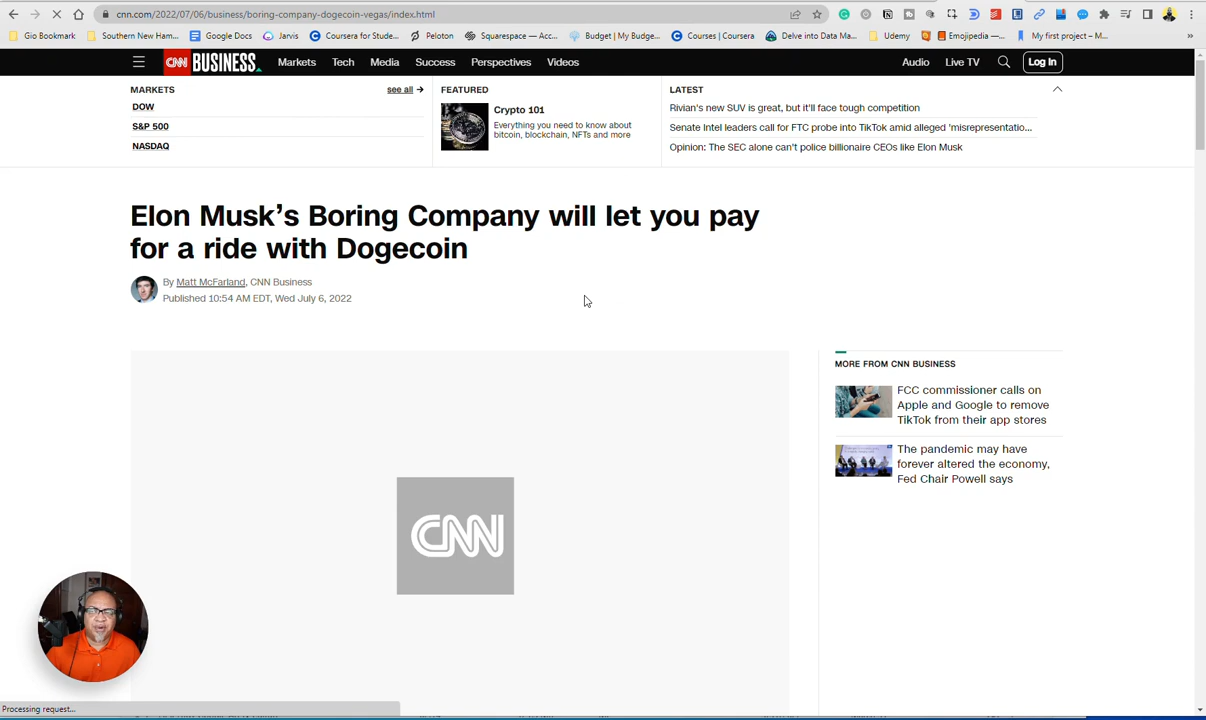 cnn.com/2022/07/06/business/boring-company-dogecoin-vegas/index.html
Gio Bookmark
Southern New Ham...
Google Docs
Jarvis
Coursera for Stude...
Peloton
Squarespace — Acc...
Budget | My Budge...
Courses | Coursera
Delve into Data Ma...
Udemy
Emojipedia —...
My first project – M...
»
CNN BUSINESS
Markets
Tech
Media
Success
Perspectives
Videos
Audio
Live TV
Log In
MARKETS
see all →
DOW
S&P 500
NASDAQ
FEATURED
Crypto 101
Everything you need to know about
bitcoin, blockchain, NFTs and more
LATEST
Rivian's new SUV is great, but it'll face tough competition
Senate Intel leaders call for FTC probe into TikTok amid alleged 'misrepresentatio...
Opinion: The SEC alone can't police billionaire CEOs like Elon Musk
Elon Musk's Boring Company will let you pay
for a ride with Dogecoin
By Matt McFarland, CNN Business
Published 10:54 AM EDT, Wed July 6, 2022
CNN
MORE FROM CNN BUSINESS
FCC commissioner calls on
Apple and Google to remove
TikTok from their app stores
The pandemic may have
forever altered the economy,
Fed Chair Powell says
Processing request...